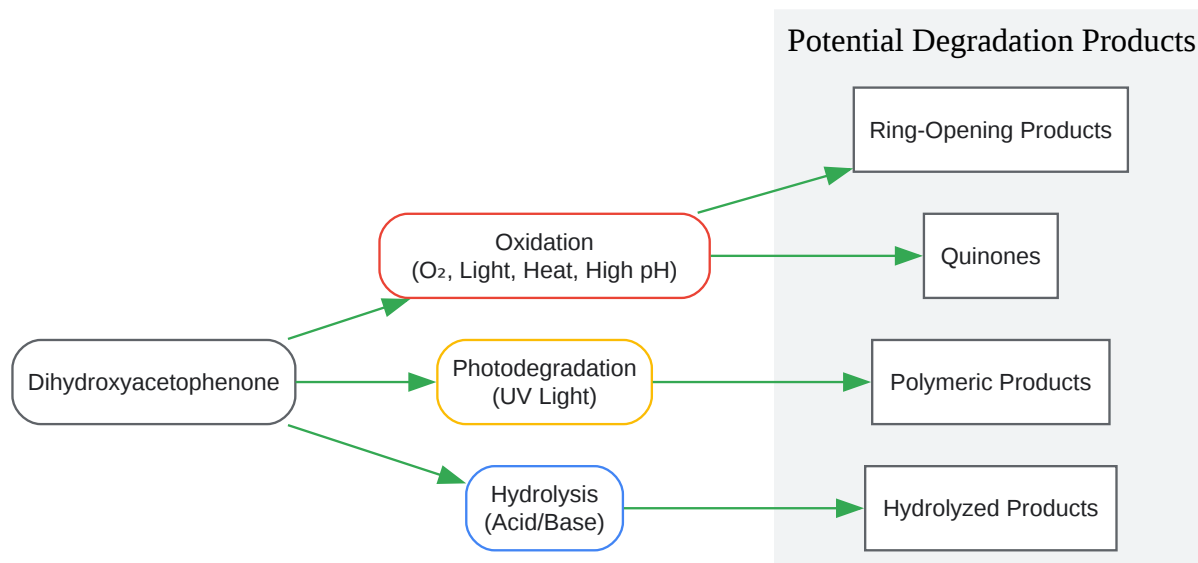 Potential Degradation Products
Ring-Opening Products
Oxidation
(O₂, Light, Heat, High pH)
Quinones
Dihydroxyacetophenone
Photodegradation
(UV Light)
Polymeric Products
Hydrolysis
(Acid/Base)
Hydrolyzed Products